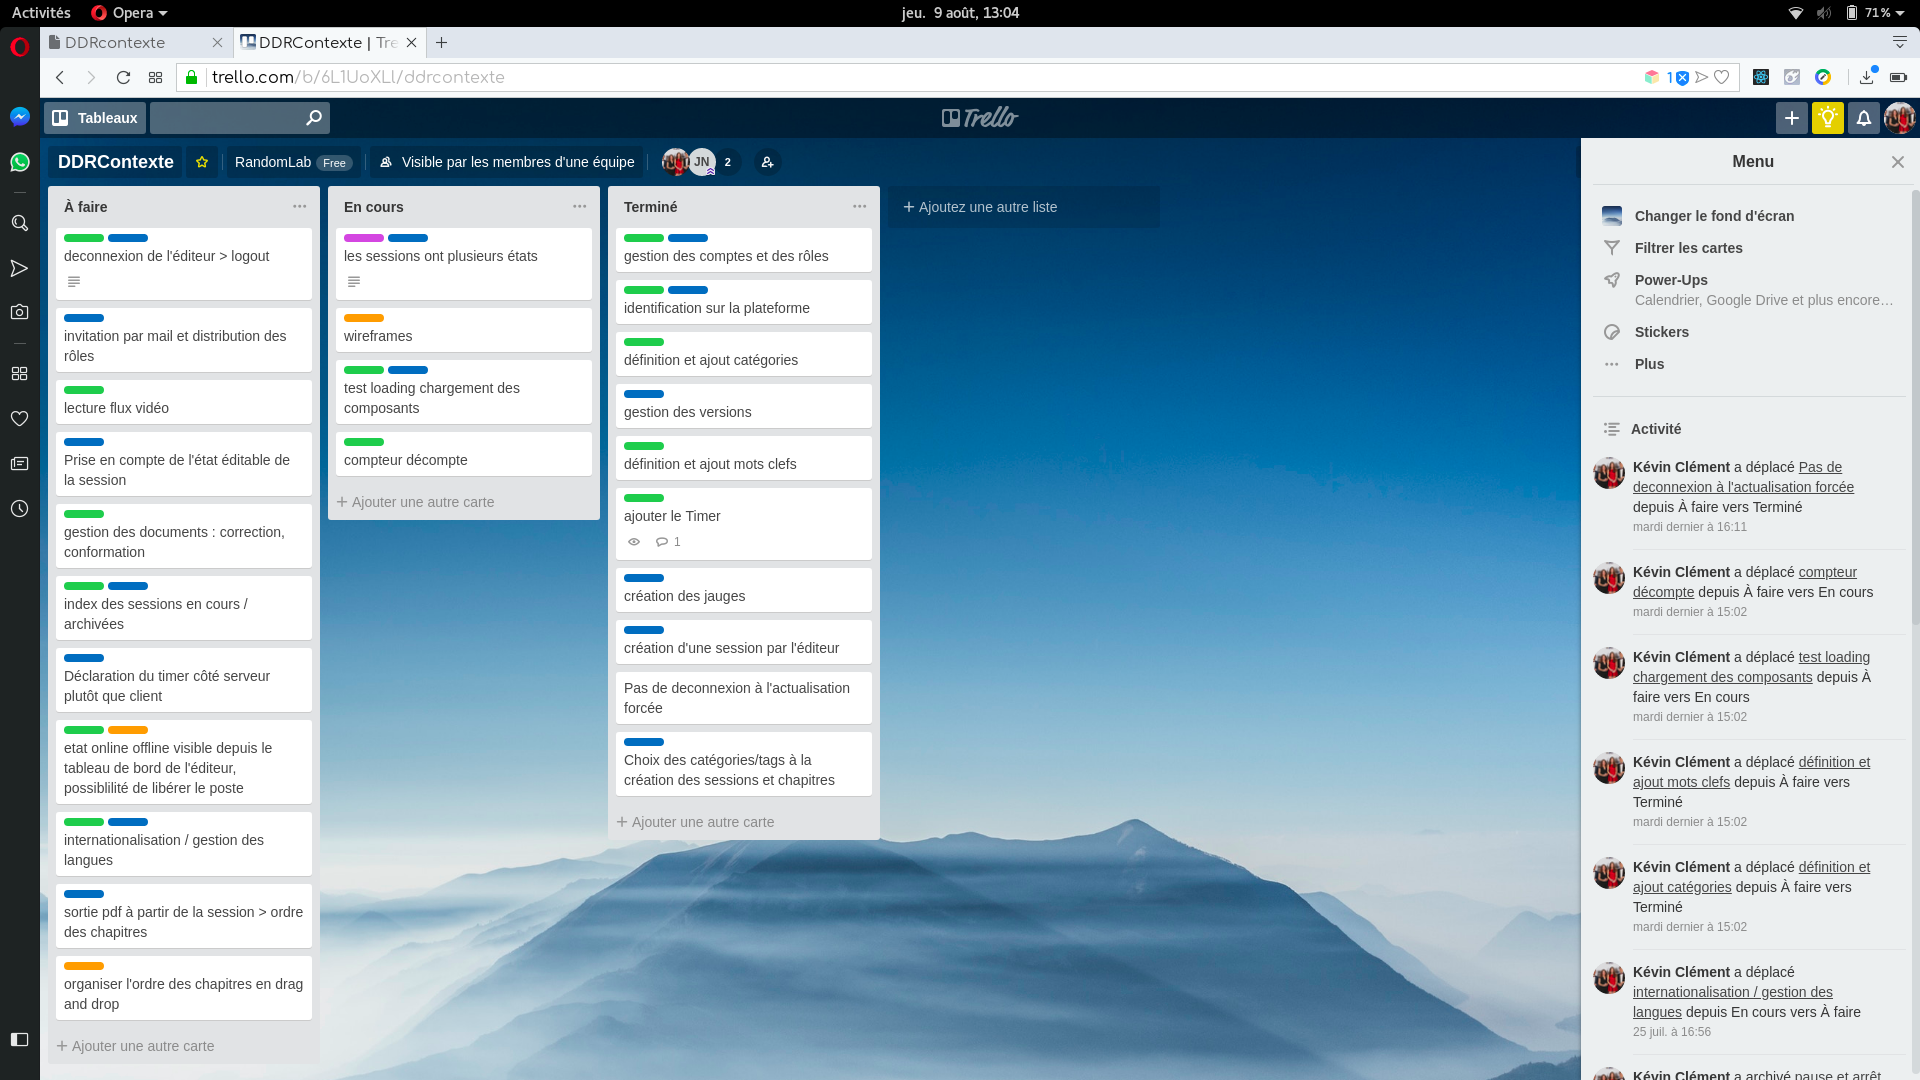 Activités
Opera
jeu. 9 août, 13:04
71 %
DDRcontexte
DDRContexte | Tre
trello.com/b/6L1UoXLl/ddrcontexte
1
Tableaux
Trello
DDRContexte
RandomLab Free
Visible par les membres d'une équipe
JN
2
À faire
deconnexion de l'éditeur > logout
invitation par mail et distribution des
rôles
lecture flux vidéo
Prise en compte de l'état éditable de
la session
gestion des documents : correction,
conformation
index des sessions en cours /
archivées
Déclaration du timer côté serveur
plutôt que client
etat online offline visible depuis le
tableau de bord de l'éditeur,
possiblilité de libérer le poste
internationalisation / gestion des
langues
sortie pdf à partir de la session > ordre
des chapitres
organiser l'ordre des chapitres en drag
and drop
+ Ajouter une autre carte
En cours
les sessions ont plusieurs états
wireframes
test loading chargement des
composants
compteur décompte
+ Ajouter une autre carte
Terminé
gestion des comptes et des rôles
identification sur la plateforme
définition et ajout catégories
gestion des versions
définition et ajout mots clefs
ajouter le Timer
1
création des jauges
création d'une session par l'éditeur
Pas de deconnexion à l'actualisation
forcée
Choix des catégories/tags à la
création des sessions et chapitres
+ Ajouter une autre carte
+ Ajoutez une autre liste
Menu
Changer le fond d'écran
Filtrer les cartes
Power-Ups
Calendrier, Google Drive et plus encore…
Stickers
Plus
Activité
Kévin Clément a déplacé Pas de
deconnexion à l'actualisation forcée
depuis À faire vers Terminé
mardi dernier à 16:11
Kévin Clément a déplacé compteur
décompte depuis À faire vers En cours
mardi dernier à 15:02
Kévin Clément a déplacé test loading
chargement des composants depuis À
faire vers En cours
mardi dernier à 15:02
Kévin Clément a déplacé définition et
ajout mots clefs depuis À faire vers
Terminé
mardi dernier à 15:02
Kévin Clément a déplacé définition et
ajout catégories depuis À faire vers
Terminé
mardi dernier à 15:02
Kévin Clément a déplacé
internationalisation / gestion des
langues depuis En cours vers À faire
25 juil. à 16:56
Kévin Clément a archivé pause et arrêt